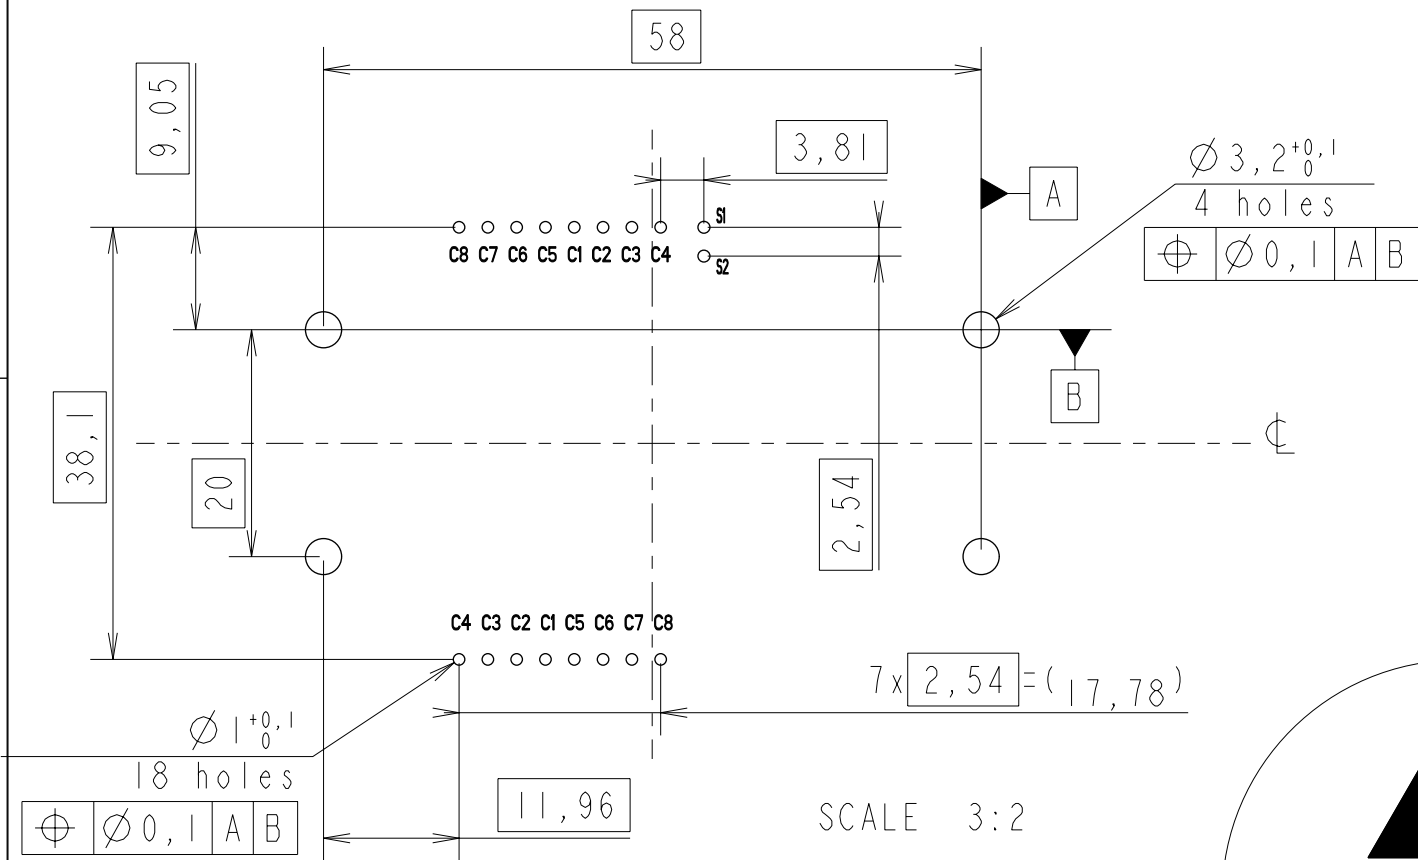 58
9,05
3,81
Ø 3,2 +0,1 0
4 holes
⌖ Ø 0,1 A B
A
S1
C8 C7 C6 C5 C1 C2 C3 C4
S2
B
38,1
20
2,54
℄
C4 C3 C2 C1 C5 C6 C7 C8
7x 2,54 =( 17,78)
Ø 1 +0,1 0
18 holes
⌖ Ø 0,1 A B
11,96
SCALE 3:2